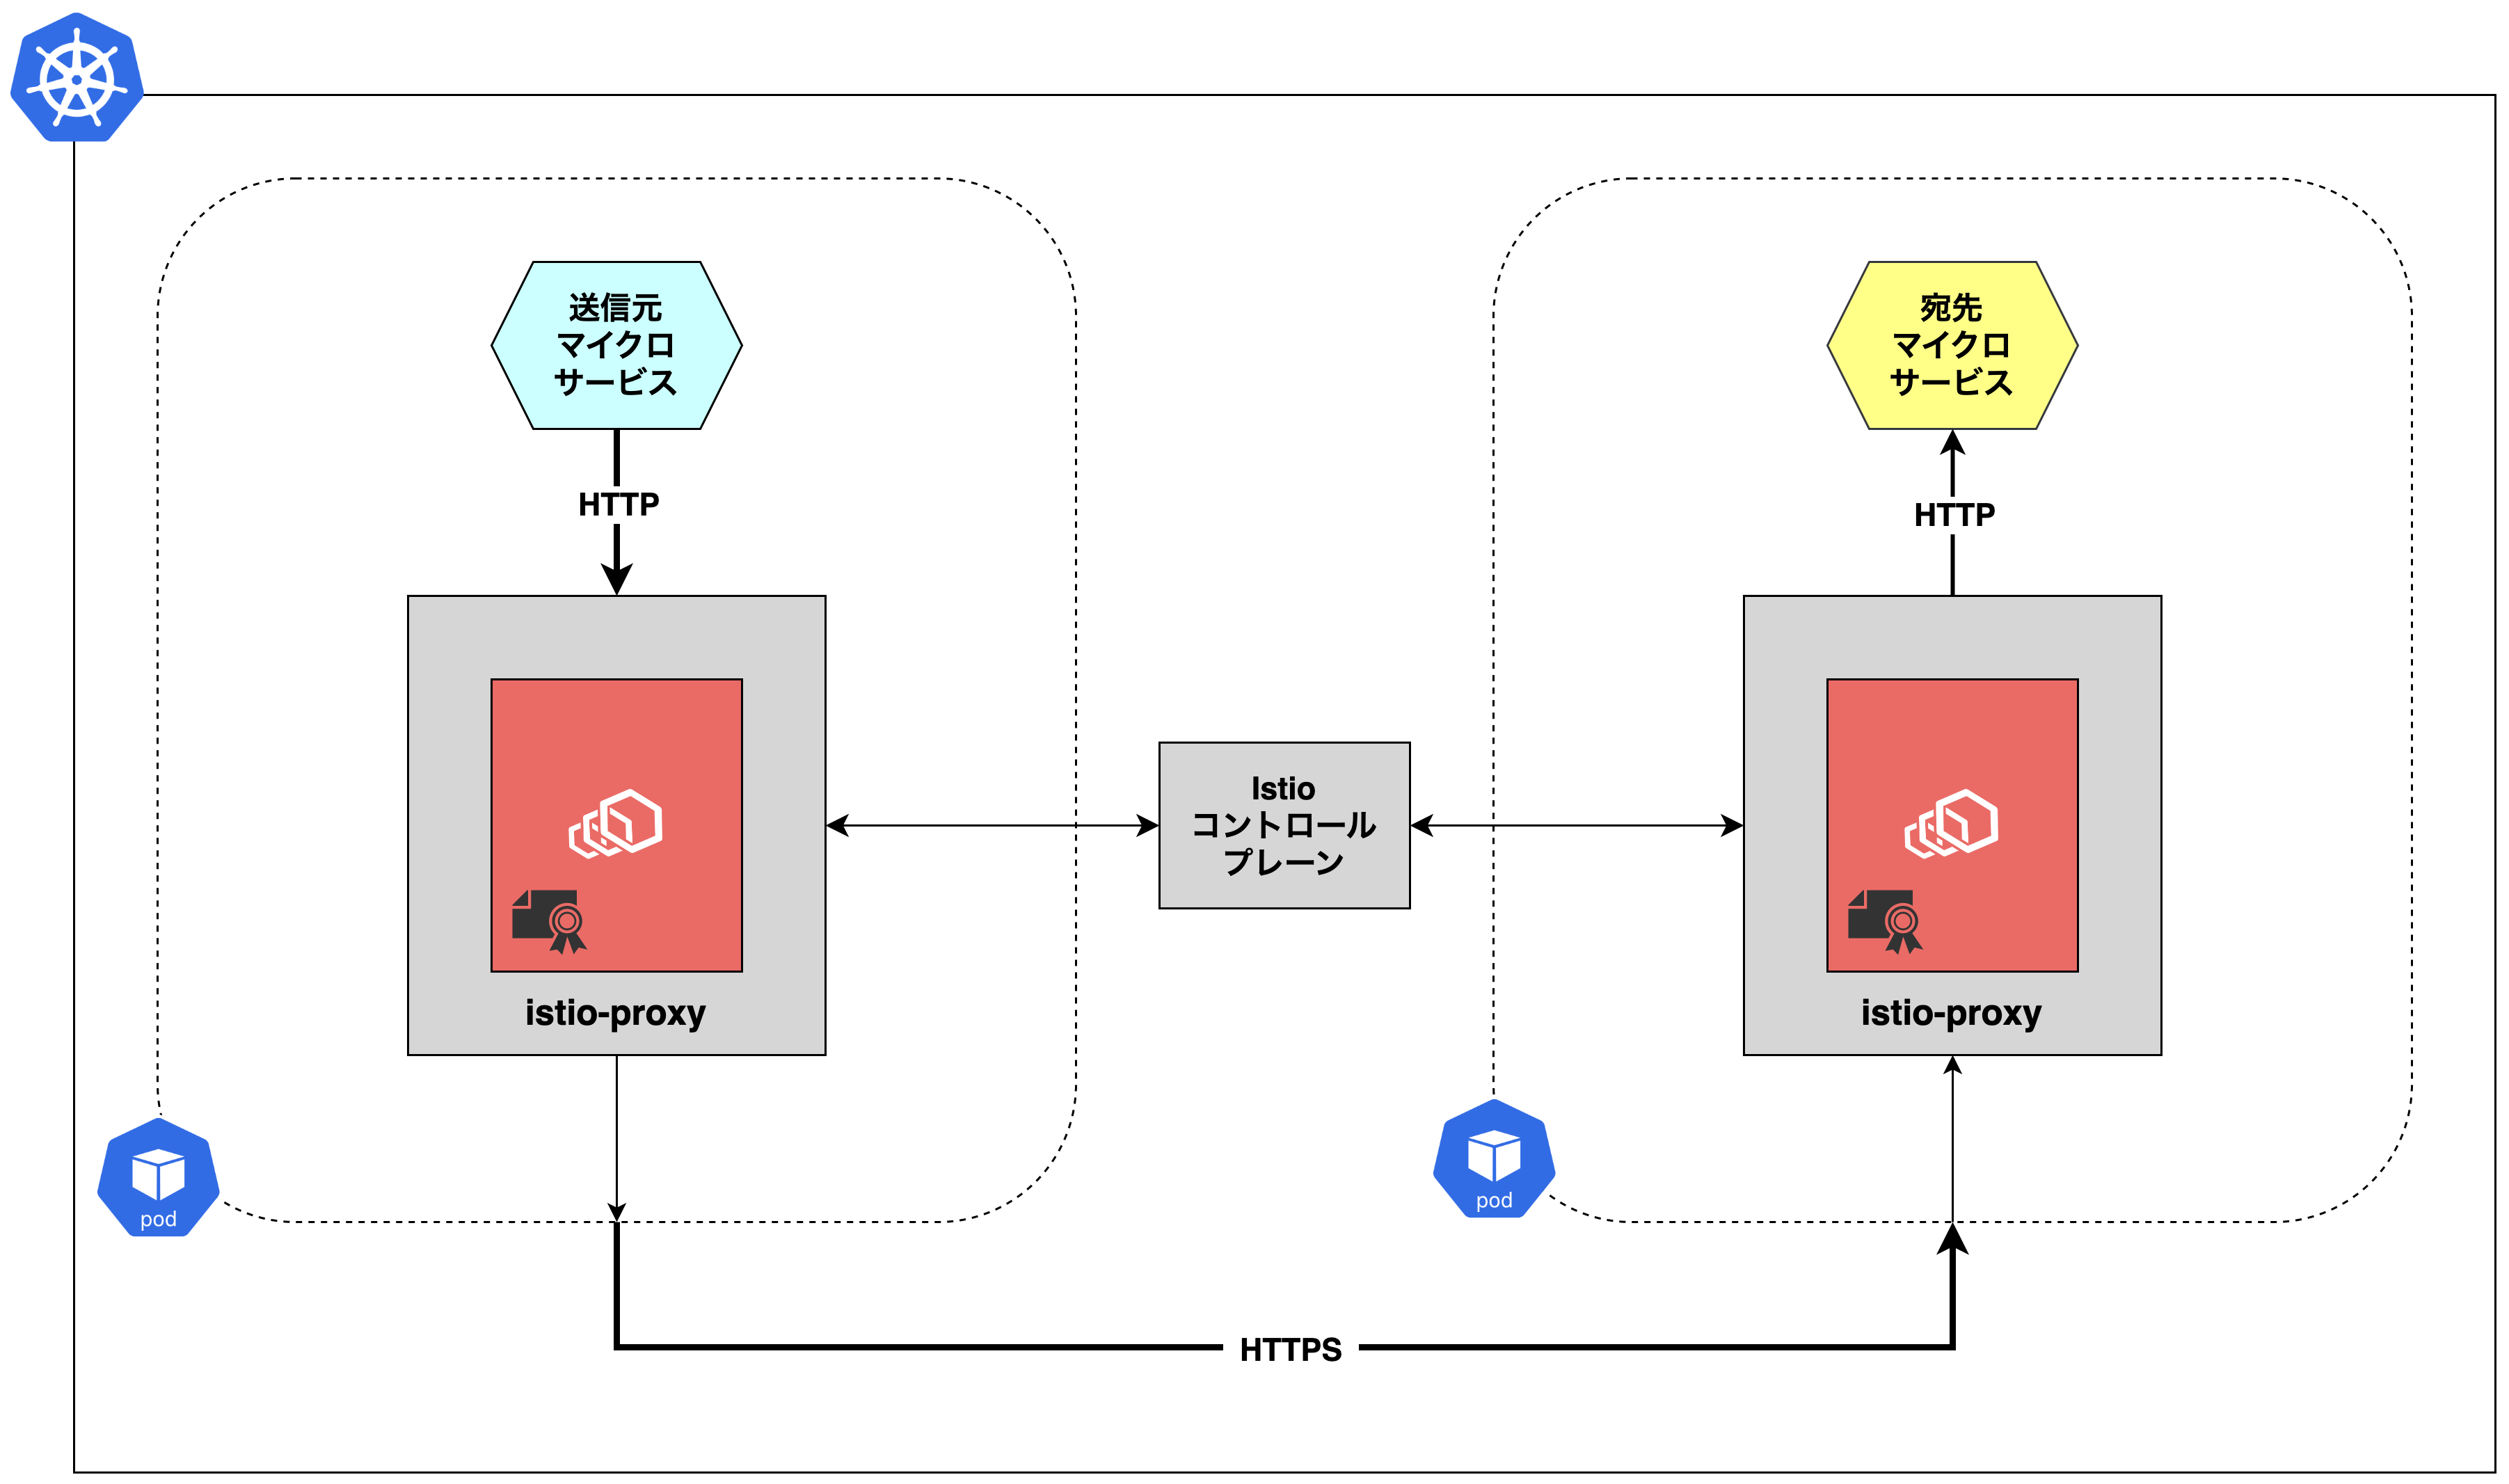 送信元
マイクロ
サービス
HTTP
istio-proxy
pod
Istio
コントロール
プレーン
宛先
マイクロ
サービス
HTTP
istio-proxy
pod
HTTPS